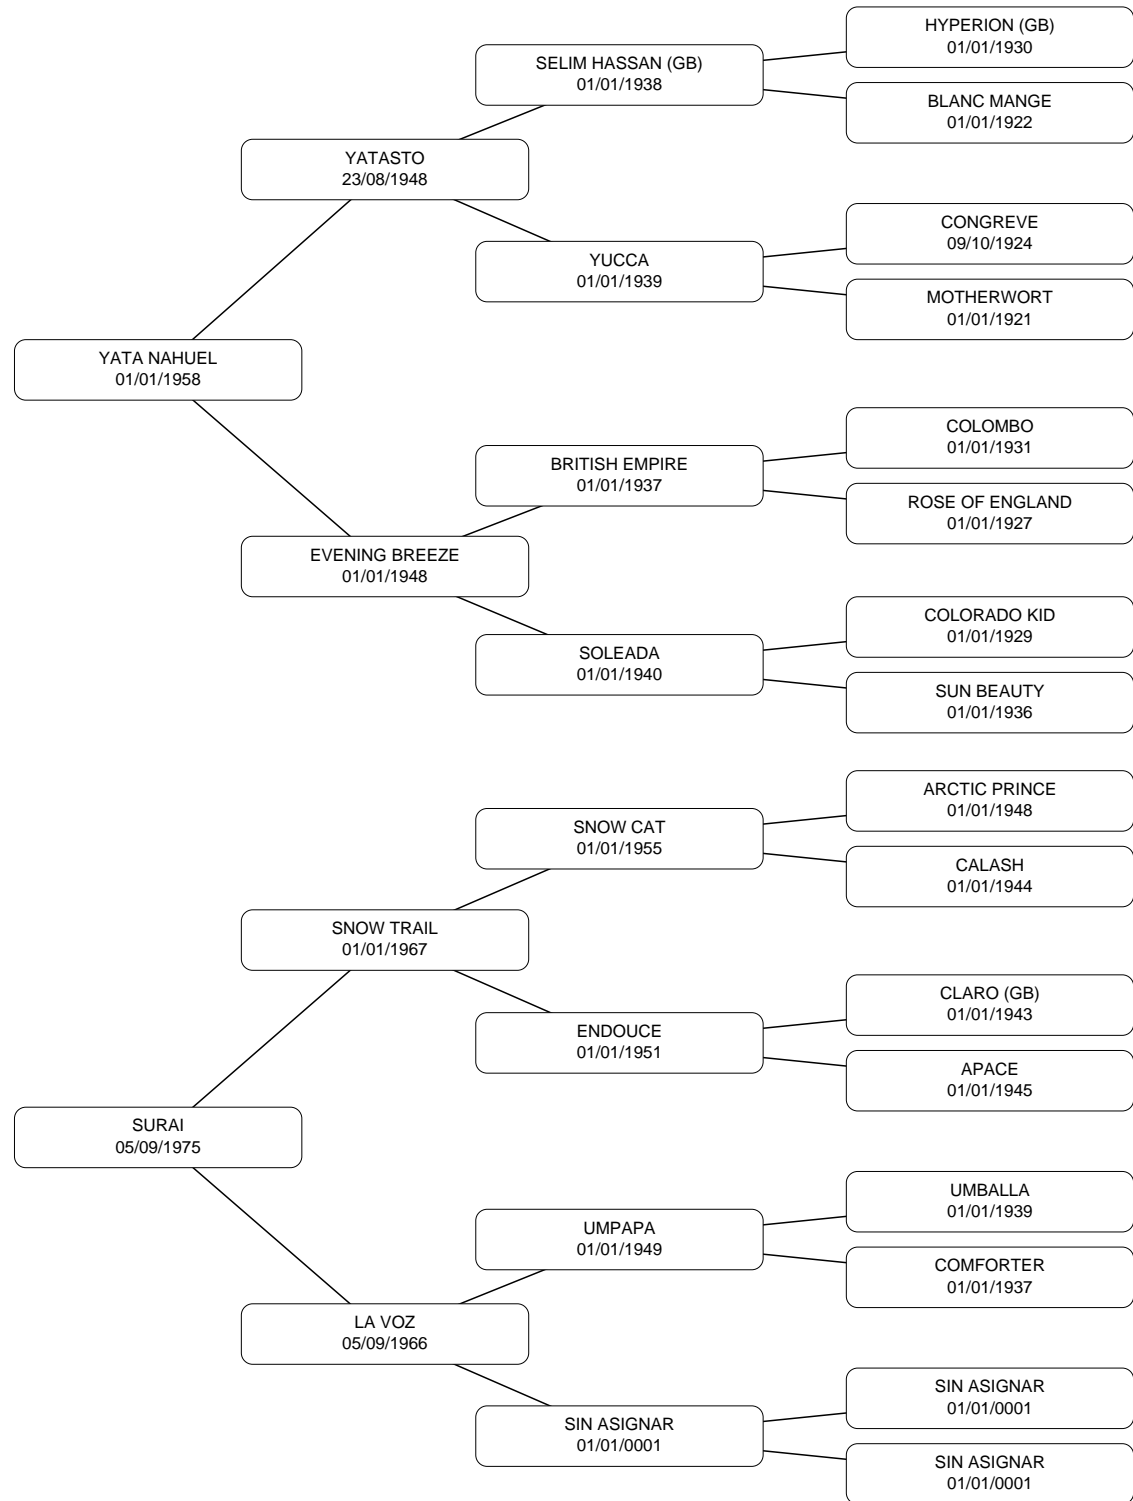 HYPERION (GB)
01/01/1930
SELIM HASSAN (GB)
01/01/1938
BLANC MANGE
01/01/1922
YATASTO
23/08/1948
CONGREVE
09/10/1924
YUCCA
01/01/1939
MOTHERWORT
01/01/1921
YATA NAHUEL
01/01/1958
COLOMBO
01/01/1931
BRITISH EMPIRE
01/01/1937
ROSE OF ENGLAND
01/01/1927
EVENING BREEZE
01/01/1948
COLORADO KID
01/01/1929
SOLEADA
01/01/1940
SUN BEAUTY
01/01/1936
ARCTIC PRINCE
01/01/1948
SNOW CAT
01/01/1955
CALASH
01/01/1944
SNOW TRAIL
01/01/1967
CLARO (GB)
01/01/1943
ENDOUCE
01/01/1951
APACE
01/01/1945
SURAI
05/09/1975
UMBALLA
01/01/1939
UMPAPA
01/01/1949
COMFORTER
01/01/1937
LA VOZ
05/09/1966
SIN ASIGNAR
01/01/0001
SIN ASIGNAR
01/01/0001
SIN ASIGNAR
01/01/0001